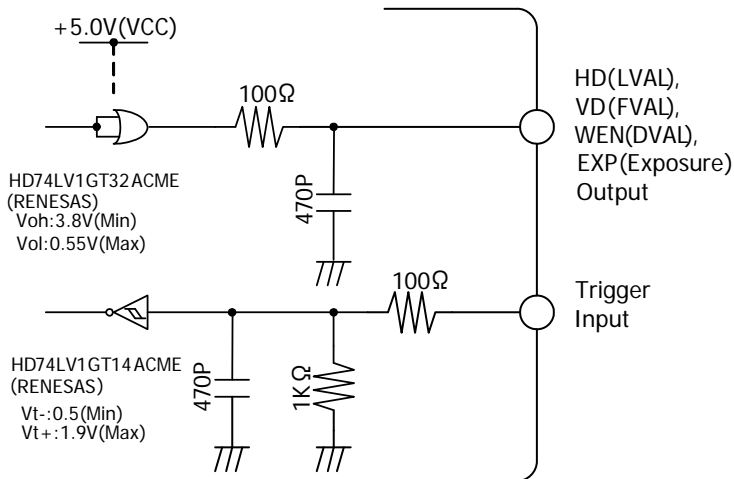 +5.0V(VCC)
100Ω
HD(LVAL),
VD(FVAL),
WEN(DVAL),
EXP(Exposure)
Output
HD74LV1GT32ACME
(RENESAS)
Voh:3.8V(Min)
Vol:0.55V(Max)
470P
100Ω
Trigger
Input
HD74LV1GT14ACME
(RENESAS)
Vt-:0.5(Min)
Vt+:1.9V(Max)
470P
1KΩ